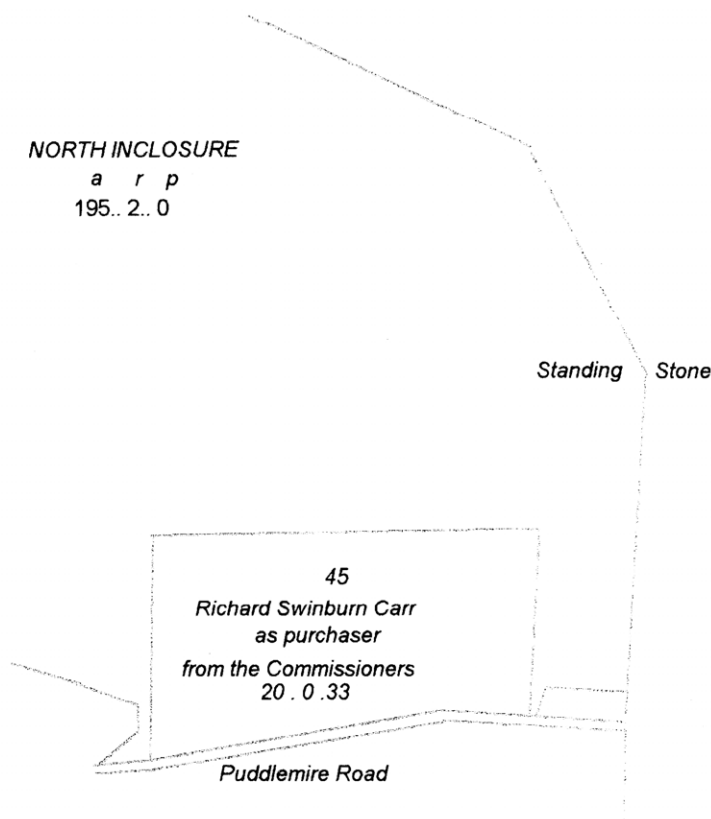 NORTH INCLOSURE
a r p
195.. 2.. 0
Standing Stone
45
Richard Swinburn Carr
as purchaser
from the Commissioners
20 . 0 .33
Puddlemire Road